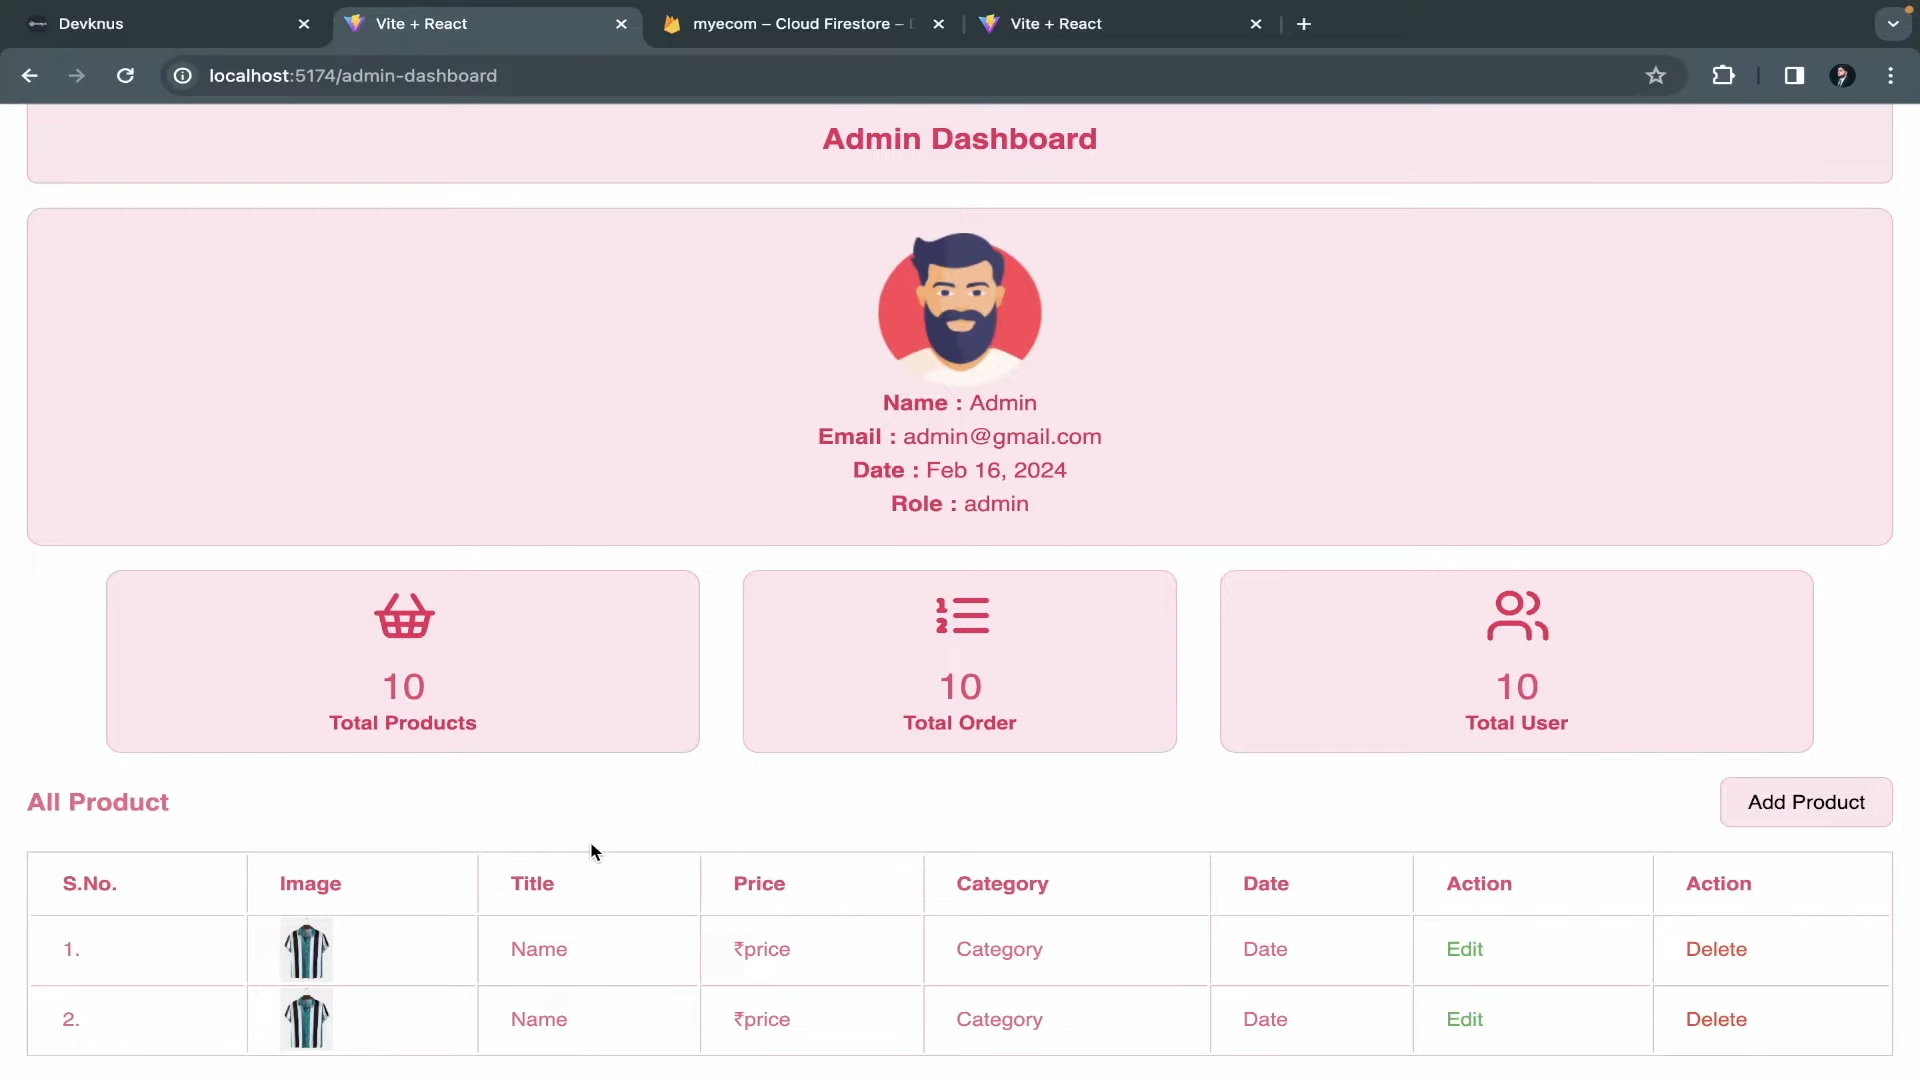 Devknus
Vite + React
myecom – Cloud Firestore –
Vite + React
localhost:5174/admin-dashboard
Admin Dashboard
Name : Admin
Email : admin@gmail.com
Date : Feb 16, 2024
Role : admin
10
Total Products
10
Total Order
10
Total User
All Product
Add Product
S.No. Image Title Price Category Date Action Action
1. Name ₹price Category Date Edit Delete
2. Name ₹price Category Date Edit Delete